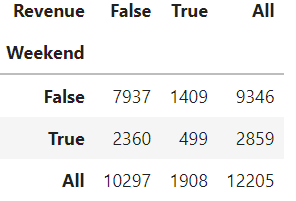 Revenue False True All
Weekend
False 7937 1409 9346
True 2360 499 2859
All 10297 1908 12205